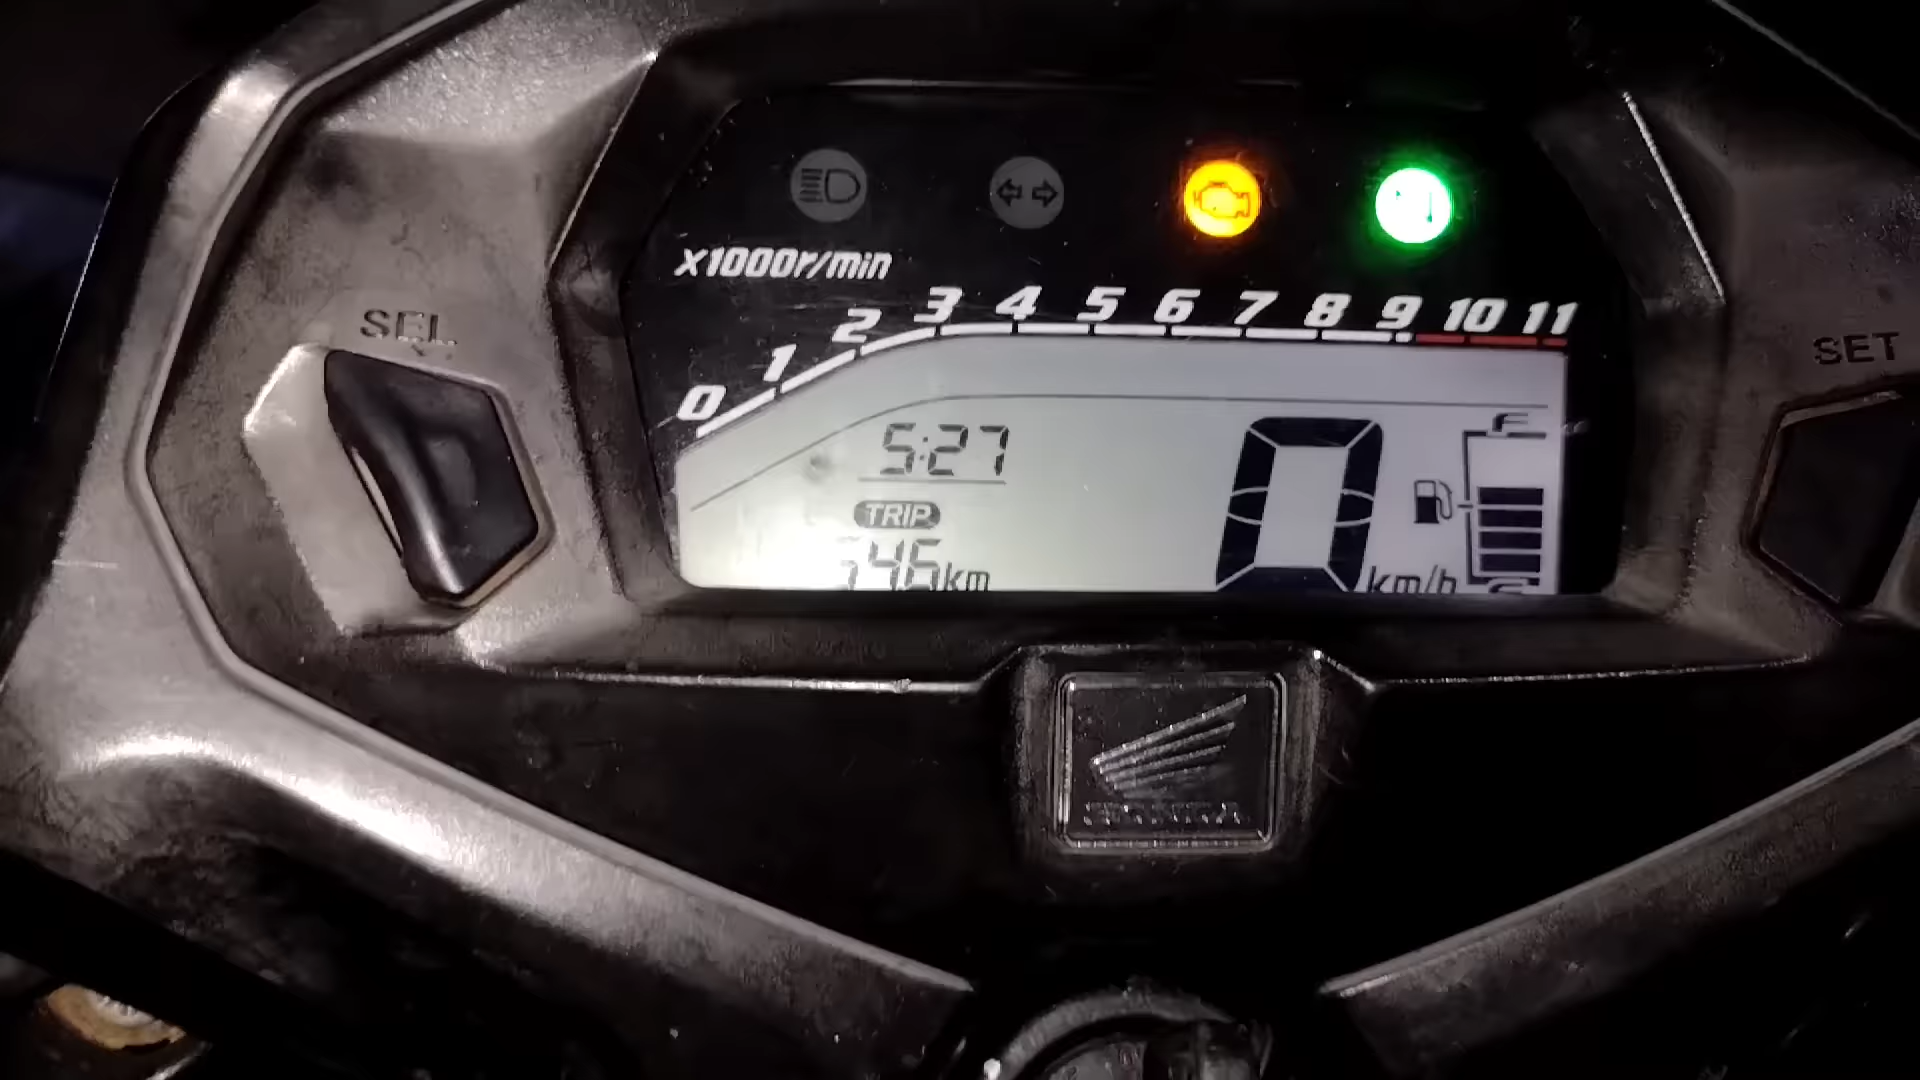 x1000r/min
0 1 2 3 4 5 6 7 8 9 10 11
SEL
SET
5:27
F
TRIP
km
km/h
HONDA